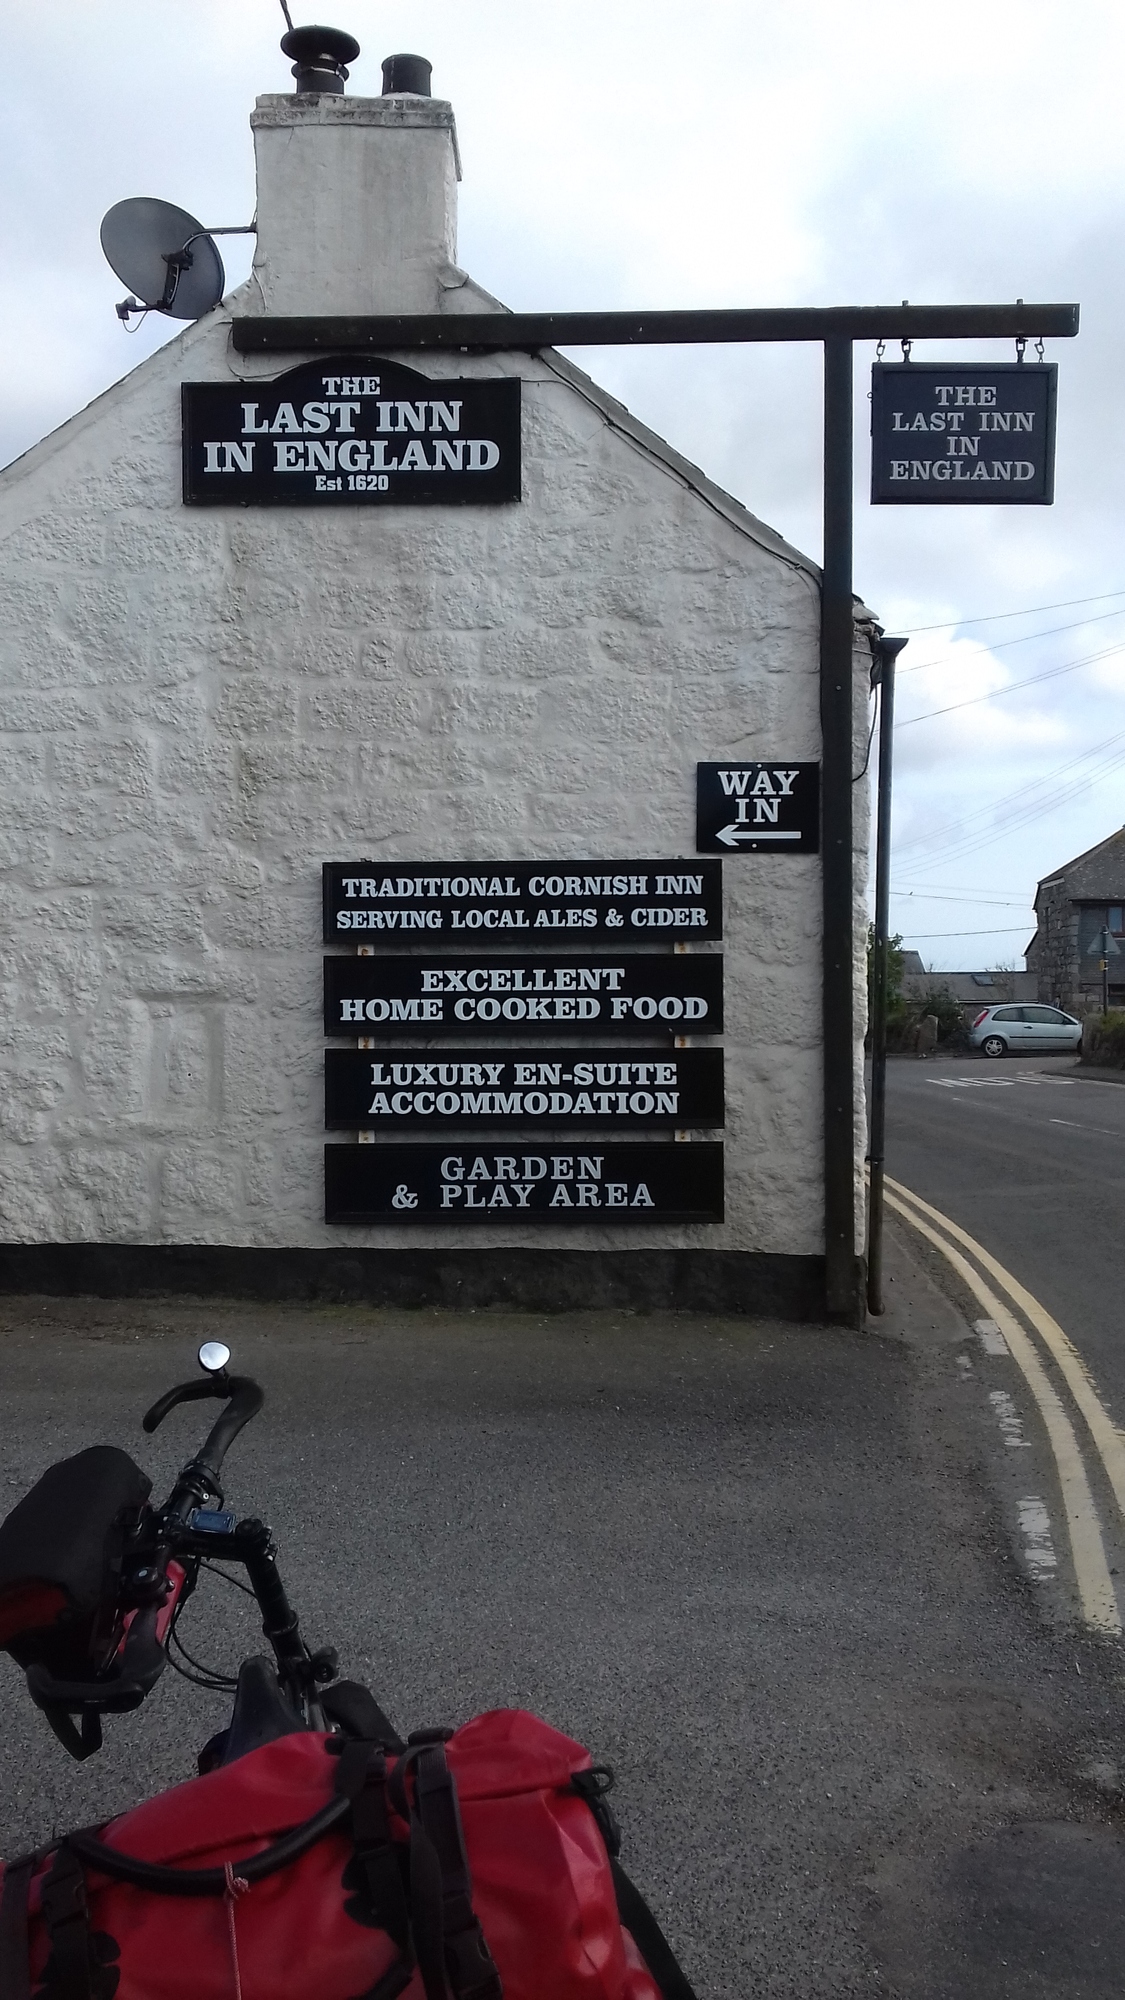 THE
LAST INN
IN ENGLAND
Est 1620
THE
LAST INN
IN
ENGLAND
WAY
IN
TRADITIONAL CORNISH INN
SERVING LOCAL ALES & CIDER
EXCELLENT
HOME COOKED FOOD
LUXURY EN-SUITE
ACCOMMODATION
GARDEN
& PLAY AREA